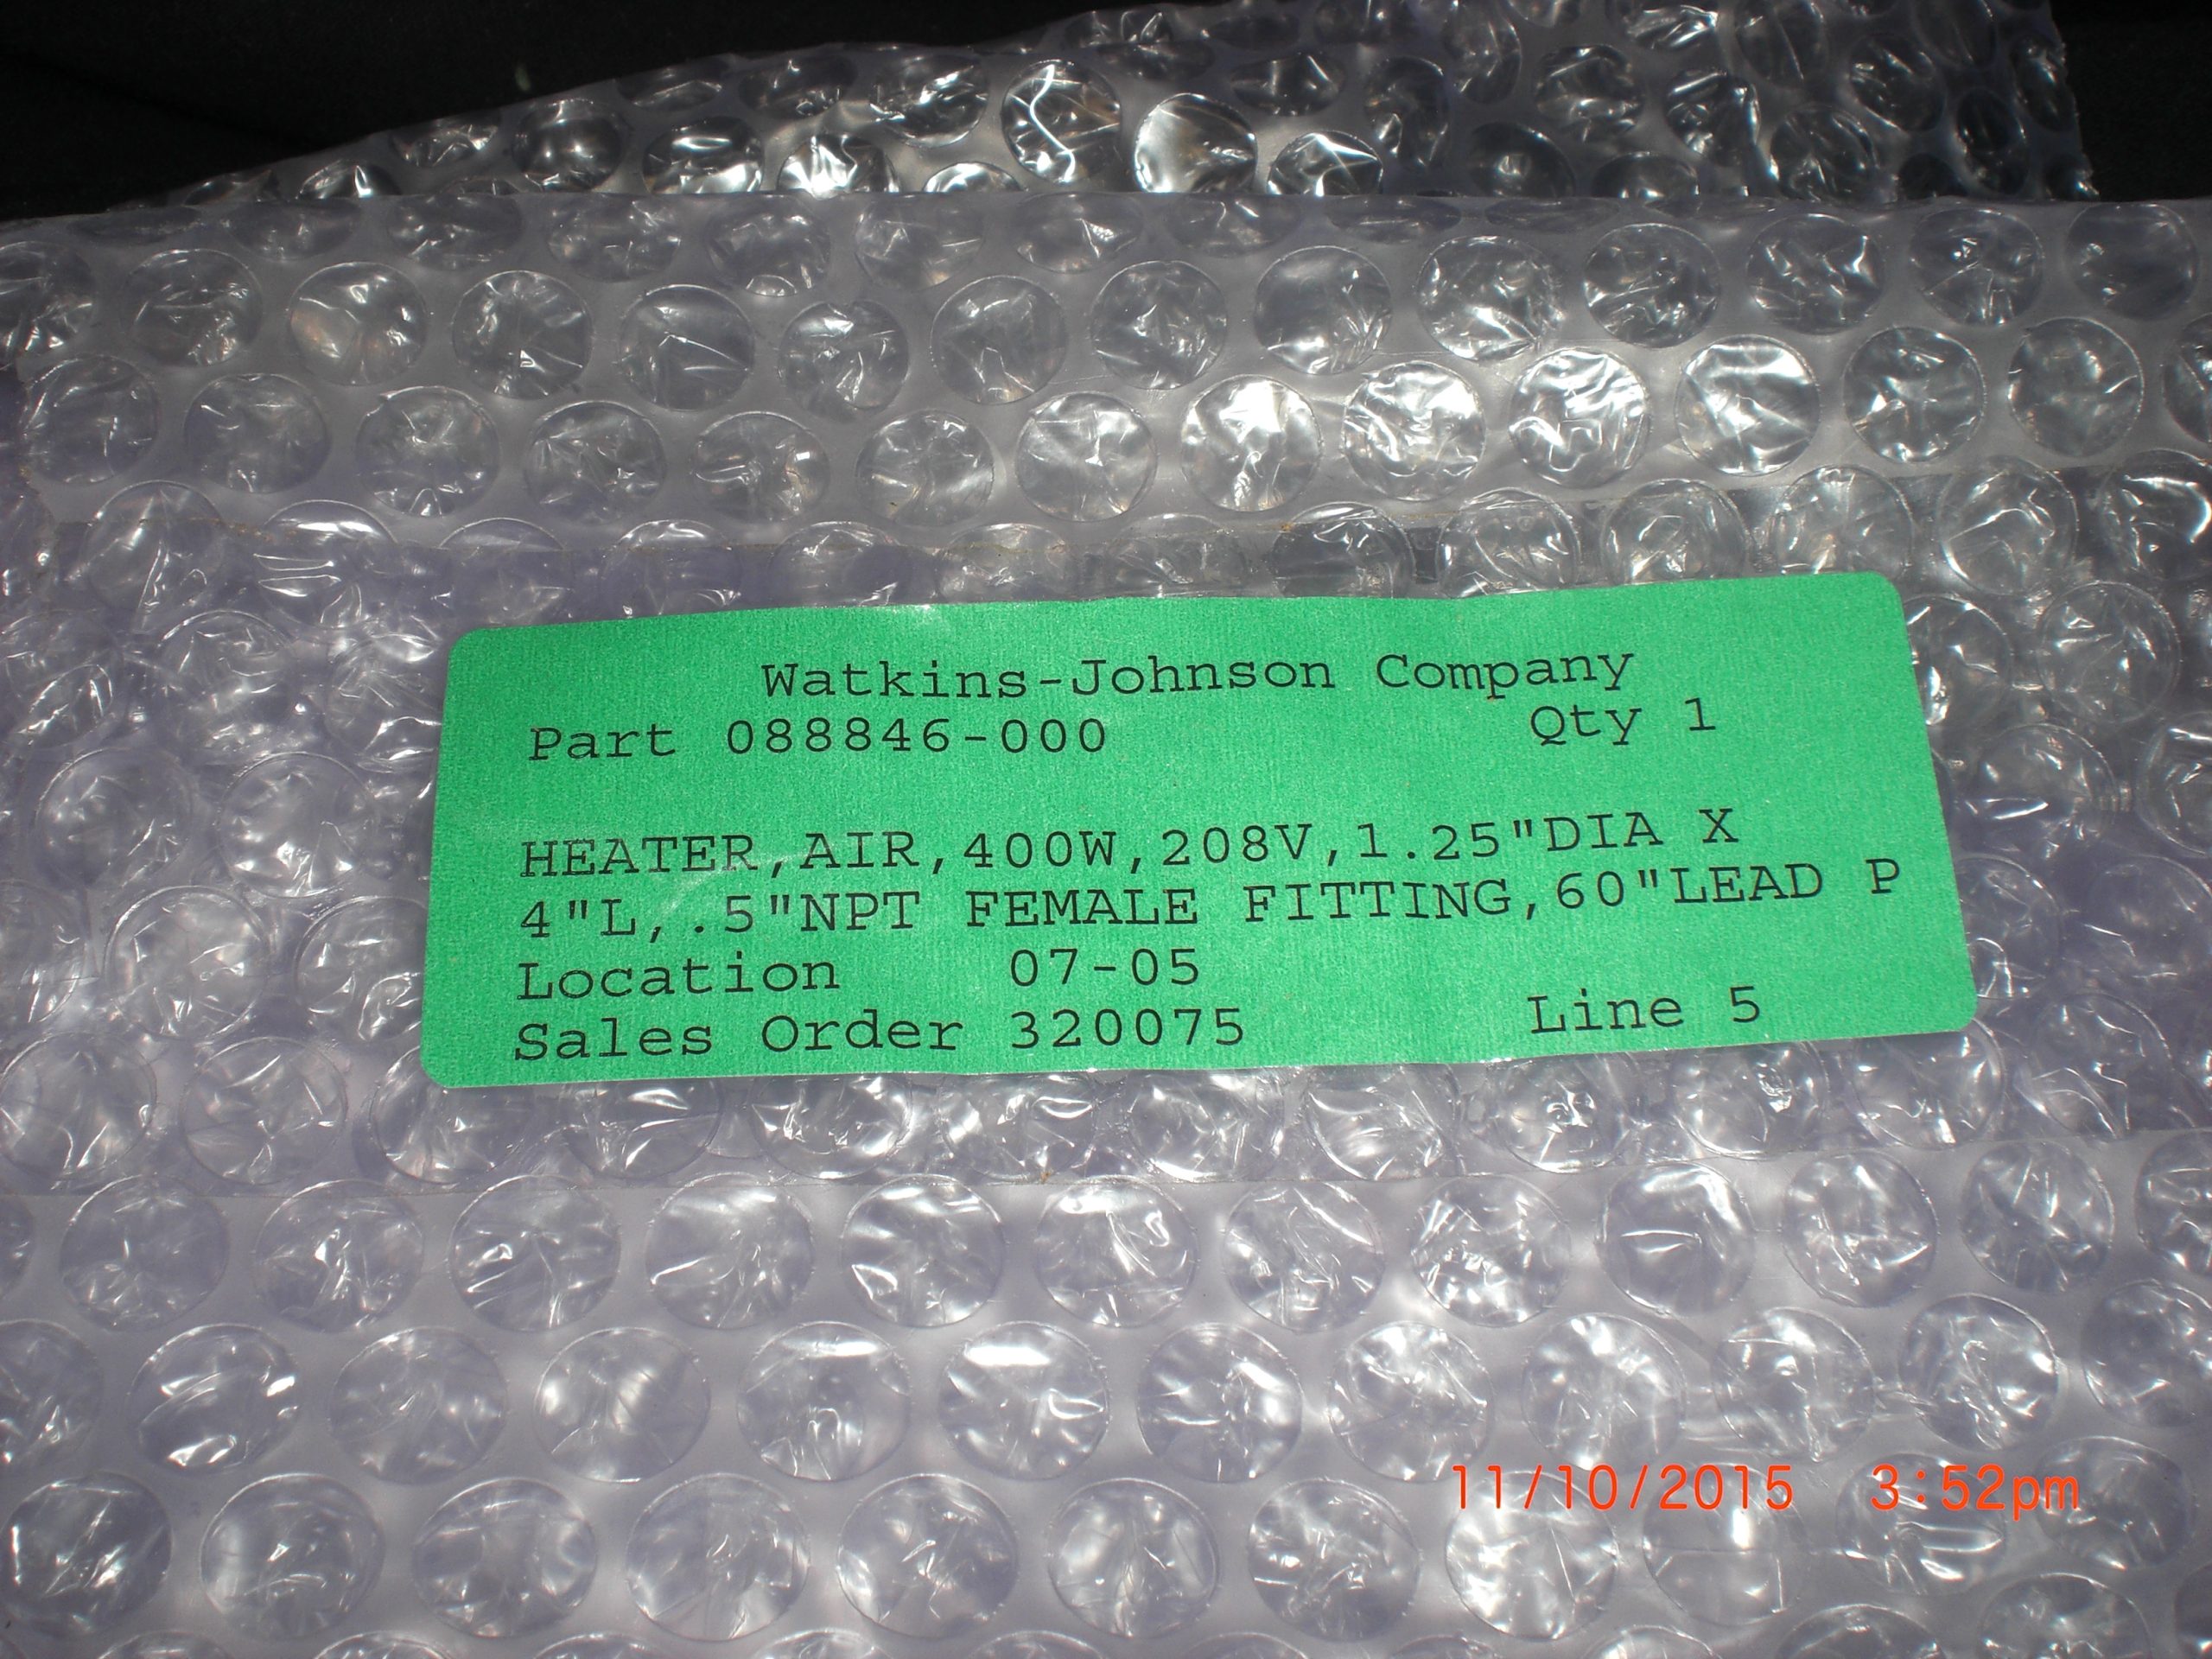 Watkins-Johnson Company
Part 088846-000 Qty 1
HEATER,AIR,400W,208V,1.25"DIA X
4"L,.5"NPT FEMALE FITTING,60"LEAD P
Location 07-05
Sales Order 320075 Line 5
11/10/2015 3:52pm